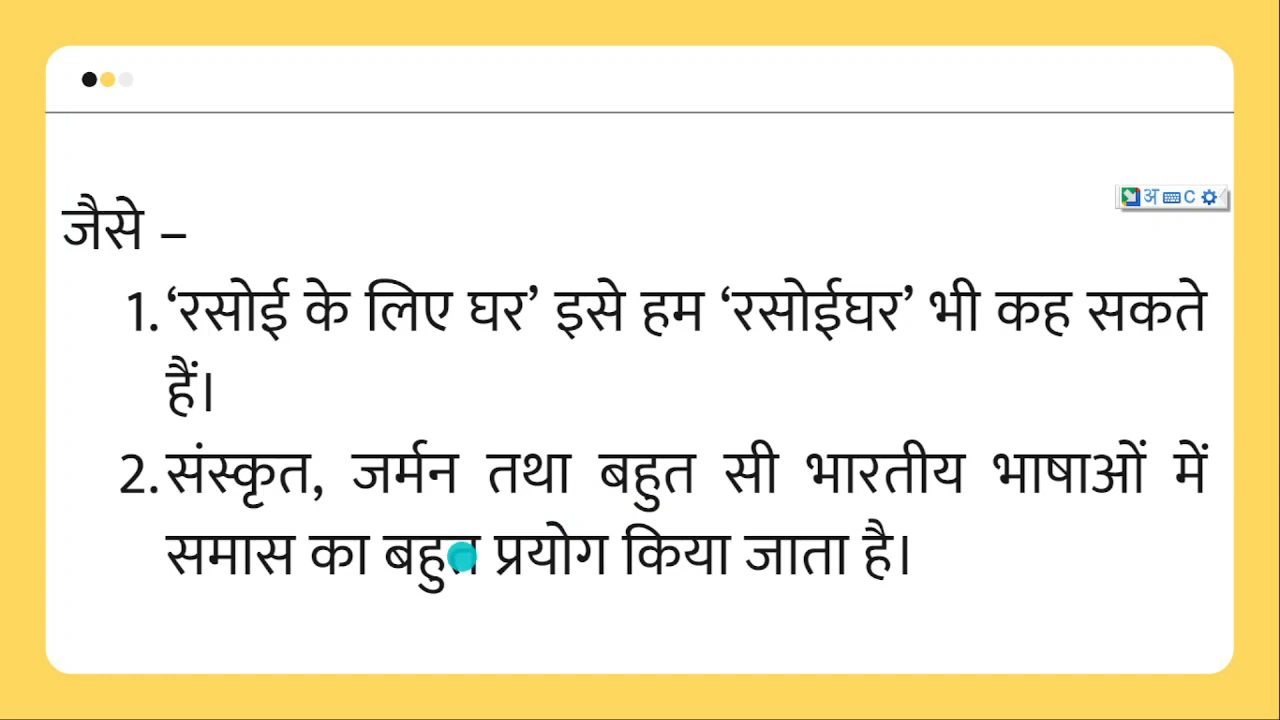 जैसे –
1. ‘रसोई के लिए घर’ इसे हम ‘रसोईघर’ भी कह सकते
हैं।
2. संस्कृत, जर्मन तथा बहुत सी भारतीय भाषाओं में
समास का बहुत प्रयोग किया जाता है।
अ C